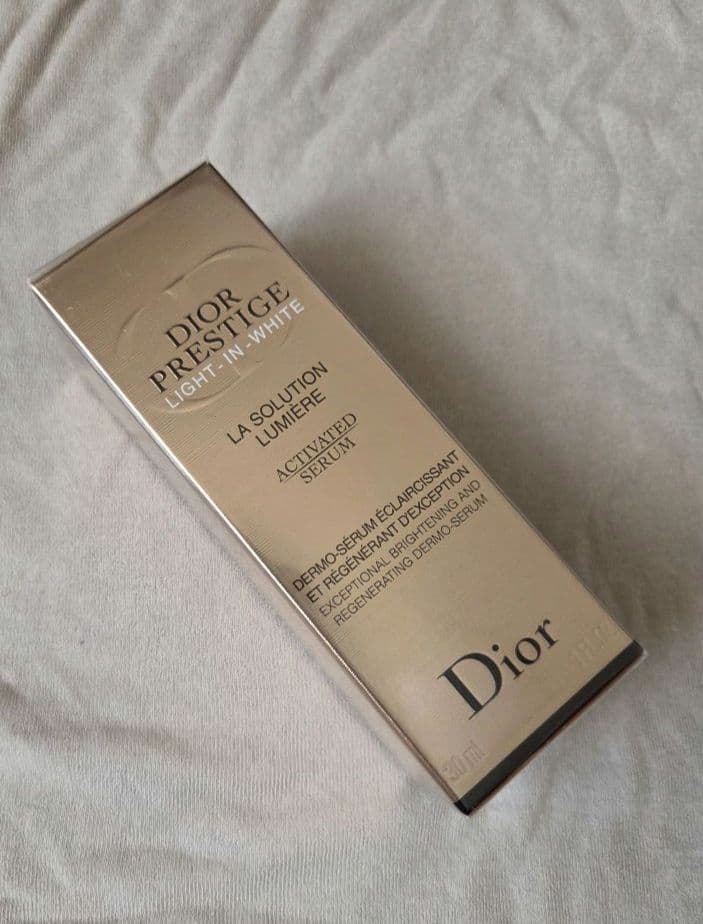 DIOR
PRESTIGE
LIGHT-IN-WHITE
LA SOLUTION
LUMIÈRE
ACTIVATED
SERUM
DERMO-SÉRUM ÉCLAIRCISSANT
ET RÉGÉNÉRANT D'EXCEPTION
EXCEPTIONAL BRIGHTENING AND
REGENERATING DERMO-SERUM
Dior
30 ml